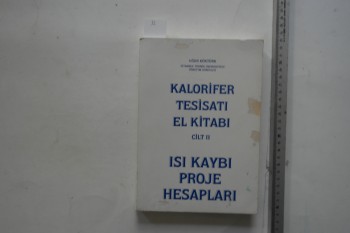 KALORİFER
TESİSATI
EL KİTABI
CİLT II
ISI KAYBI
PROJE
HESAPLARI